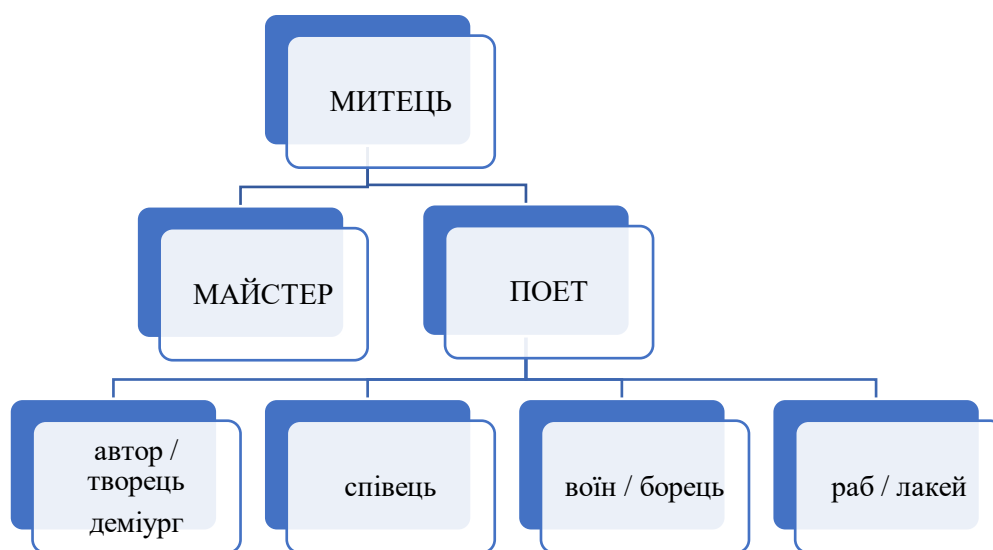 МИТЕЦЬ
МАЙСТЕР
ПОЕТ
автор /
творець
деміург
співець
воїн / борець
раб / лакей